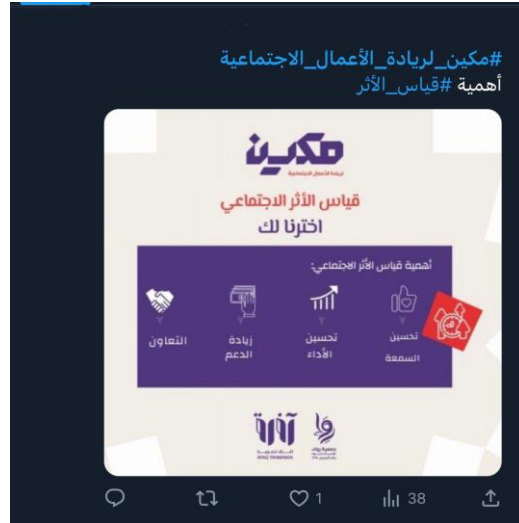 #مكين_لريادة_الأعمال_الاجتماعية
أهمية #قياس_الأثر
مكين
لريادة الأعمال الاجتماعية
قياس الأثر الاجتماعي
اخترنا لك
أهمية قياس الأثر الاجتماعي:
تحسين السمعة
تحسين الأداء
زيادة الدعم
التعاون
آفرة
1
38